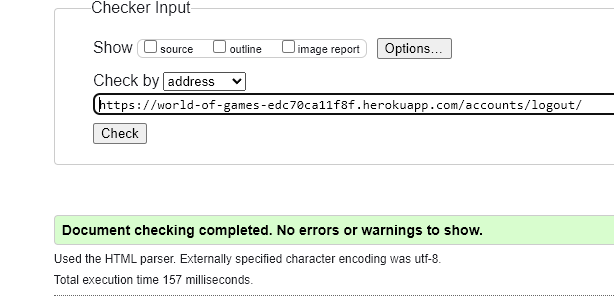 Checker Input
Show source outline image report Options...
Check by address
https://world-of-games-edc70ca11f8f.herokuapp.com/accounts/logout/
Check
Document checking completed. No errors or warnings to show.
Used the HTML parser. Externally specified character encoding was utf-8.
Total execution time 157 milliseconds.